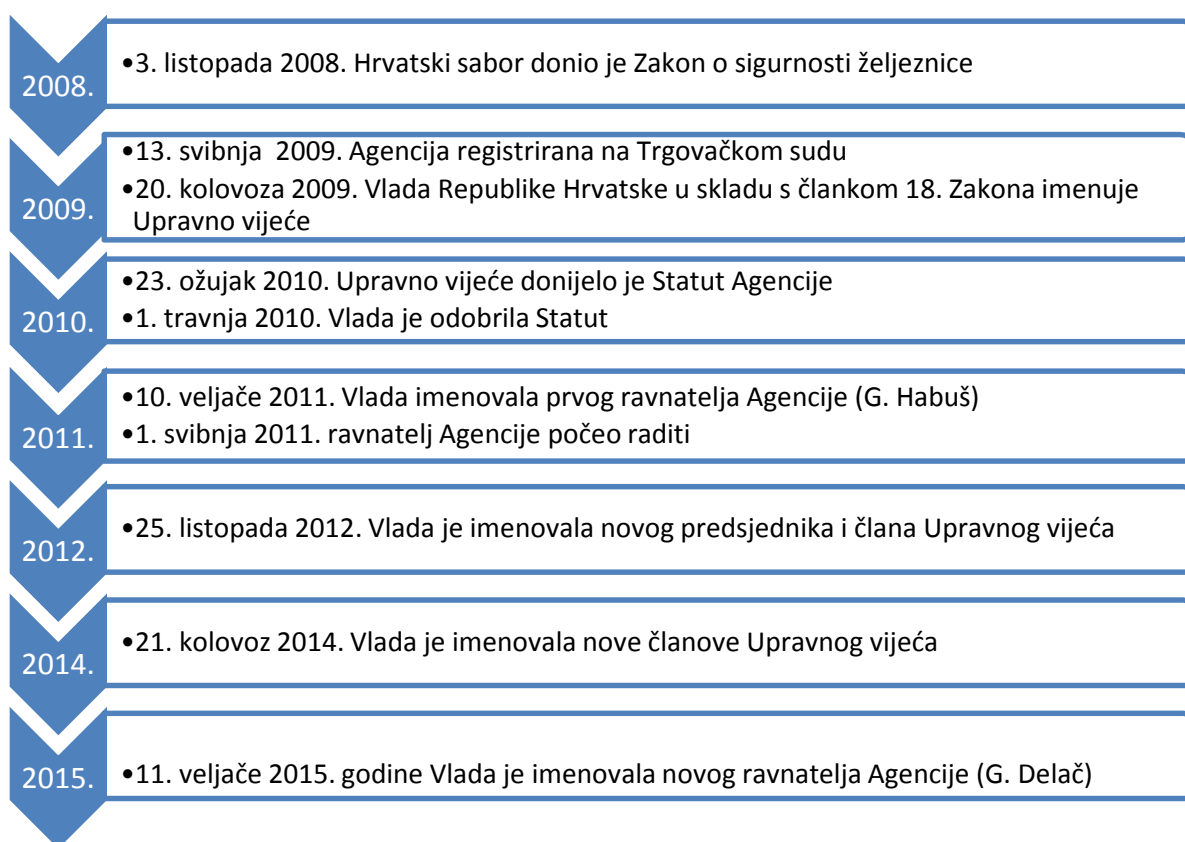 2008.
•3. listopada 2008. Hrvatski sabor donio je Zakon o sigurnosti željeznice
2009.
•13. svibnja  2009. Agencija registrirana na Trgovačkom sudu
•20. kolovoza 2009. Vlada Republike Hrvatske u skladu s člankom 18. Zakona imenuje
Upravno vijeće
2010.
•23. ožujak 2010. Upravno vijeće donijelo je Statut Agencije
•1. travnja 2010. Vlada je odobrila Statut
2011.
•10. veljače 2011. Vlada imenovala prvog ravnatelja Agencije (G. Habuš)
•1. svibnja 2011. ravnatelj Agencije počeo raditi
2012.
•25. listopada 2012. Vlada je imenovala novog predsjednika i člana Upravnog vijeća
2014.
•21. kolovoz 2014. Vlada je imenovala nove članove Upravnog vijeća
2015.
•11. veljače 2015. godine Vlada je imenovala novog ravnatelja Agencije (G. Delač)